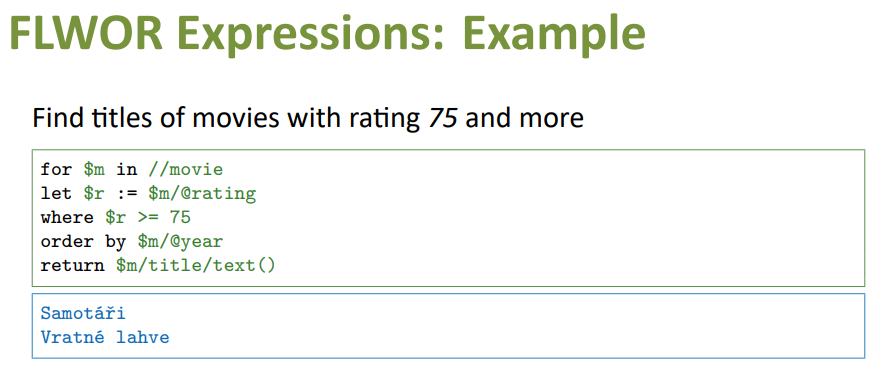 FLWOR Expressions: Example
Find titles of movies with rating 75 and more
for $m in //movie
let $r := $m/@rating
where $r >= 75
order by $m/@year
return $m/title/text()
Samotáři
Vratné lahve